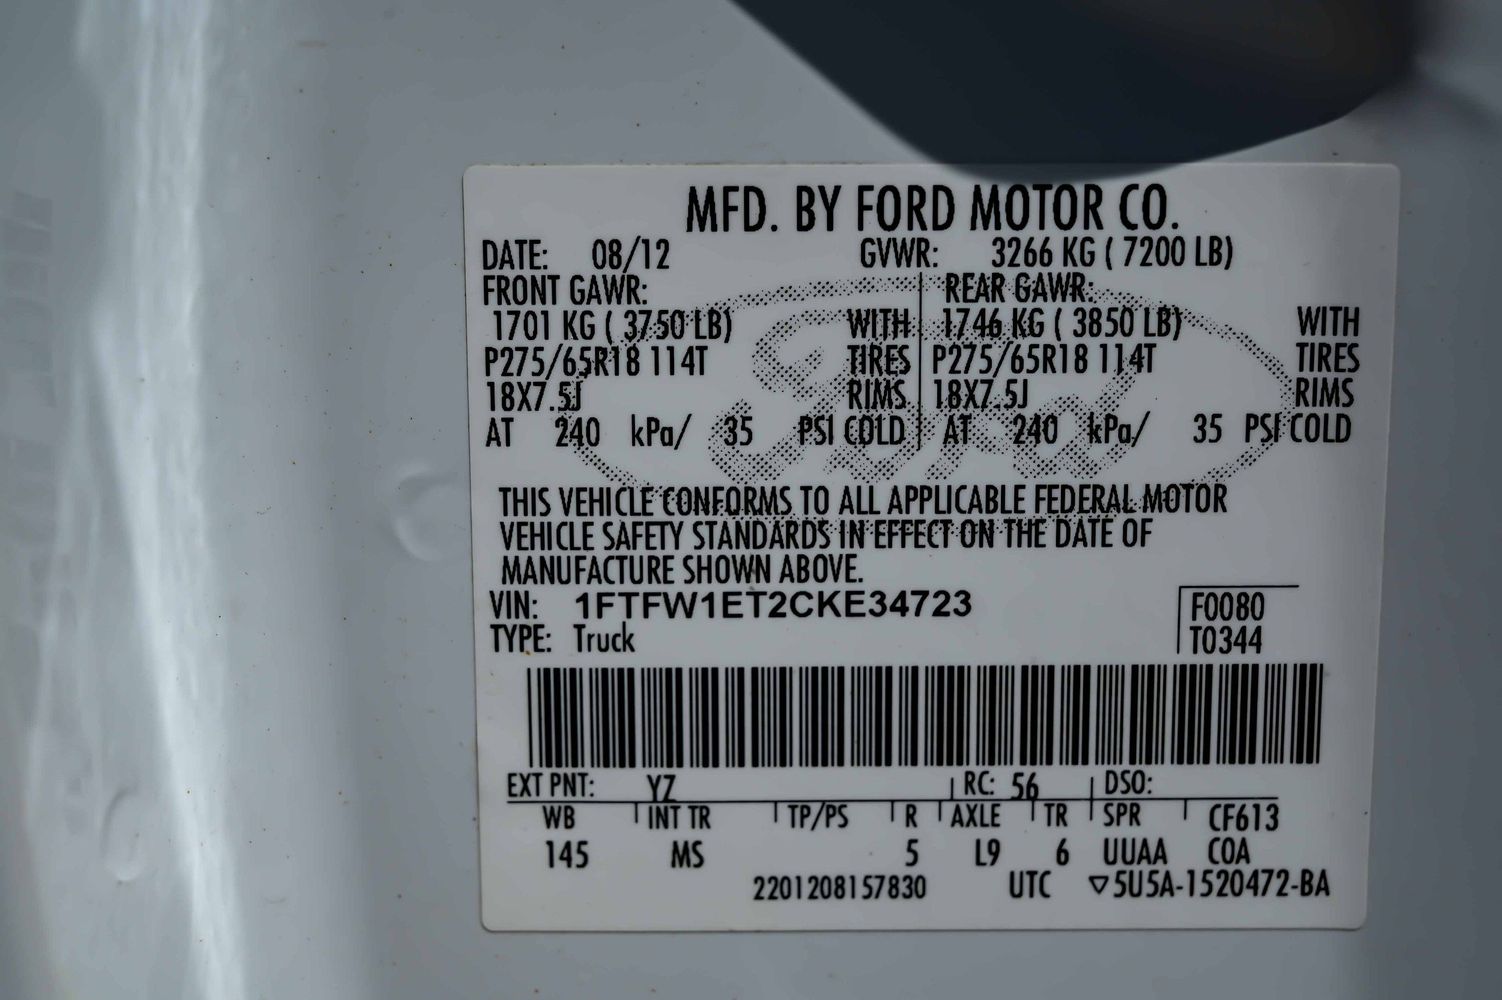 MFD. BY FORD MOTOR CO.
DATE: 08/12 GVWR: 3266 KG ( 7200 LB)
FRONT GAWR: REAR GAWR:
1701 KG ( 3750 LB) WITH 1746 KG ( 3850 LB) WITH
P275/65R18 114T TIRES P275/65R18 114T TIRES
18X7.5J RIMS 18X7.5J RIMS
AT 240 kPa/ 35 PSI COLD AT 240 kPa/ 35 PSI COLD
Ford
THIS VEHICLE CONFORMS TO ALL APPLICABLE FEDERAL MOTOR
VEHICLE SAFETY STANDARDS IN EFFECT ON THE DATE OF
MANUFACTURE SHOWN ABOVE.
VIN: 1FTFW1ET2CKE34723 F0080
TYPE: Truck T0344
EXT PNT: YZ RC: 56 DSO:
WB INT TR TP/PS R AXLE TR SPR CF613
145 MS 5 L9 6 UUAA COA
2201208157830 UTC ▽5U5A-1520472-BA